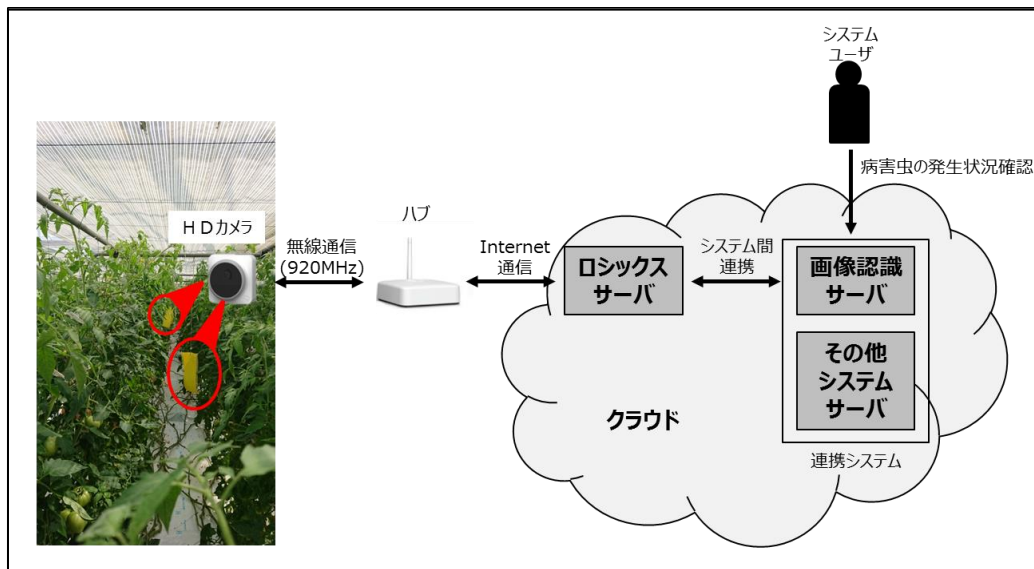 システム
ユーザ
病害虫の発生状況確認
ＨＤカメラ
無線通信
(920MHz)
ハブ
Internet
通信
ロシックス
サーバ
システム間
連携
画像認識
サーバ
その他
システム
サーバ
クラウド
連携システム